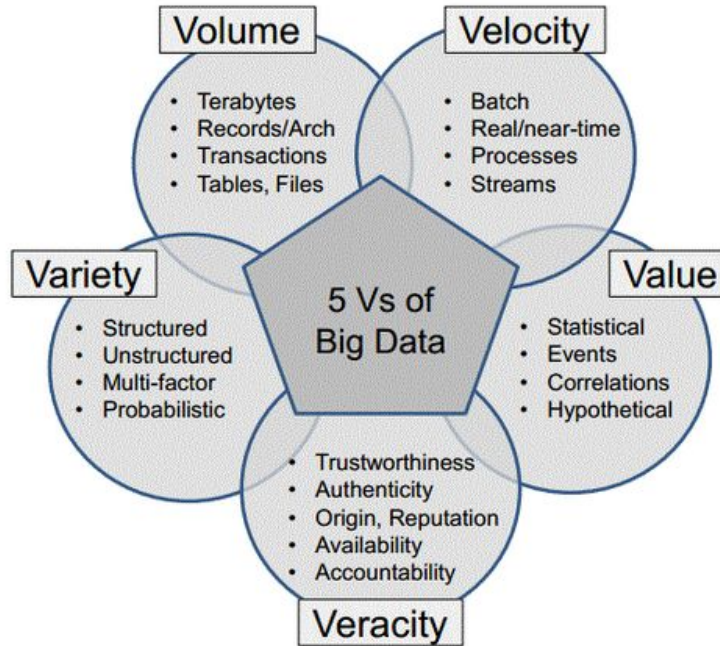 Volume
• Terabytes
• Records/Arch
• Transactions
• Tables, Files
Velocity
• Batch
• Real/near-time
• Processes
• Streams
Variety
• Structured
• Unstructured
• Multi-factor
• Probabilistic
5 Vs of
Big Data
Value
• Statistical
• Events
• Correlations
• Hypothetical
• Trustworthiness
• Authenticity
• Origin, Reputation
• Availability
• Accountability
Veracity